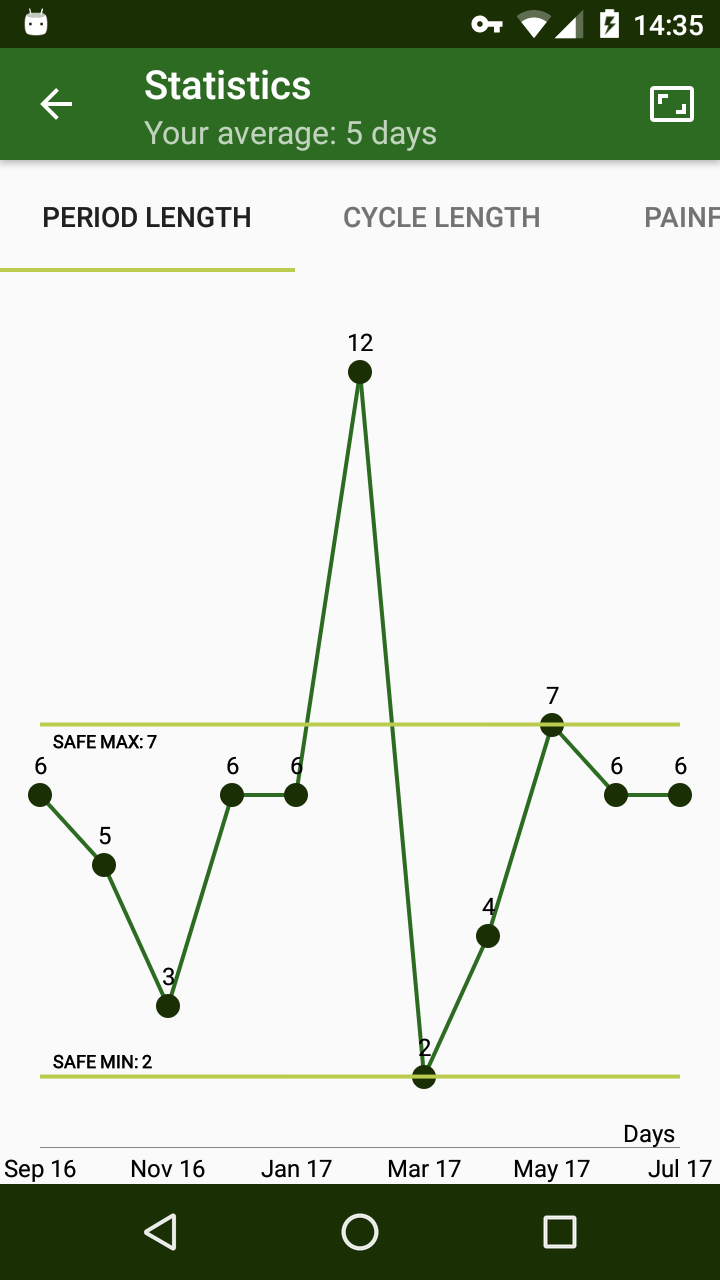 14:35
Statistics
Your average: 5 days
PERIOD LENGTH CYCLE LENGTH PAINF
12
7
SAFE MAX: 7
6 6 6 6 6
5
4
3
2
SAFE MIN: 2
Days
Sep 16 Nov 16 Jan 17 Mar 17 May 17 Jul 17